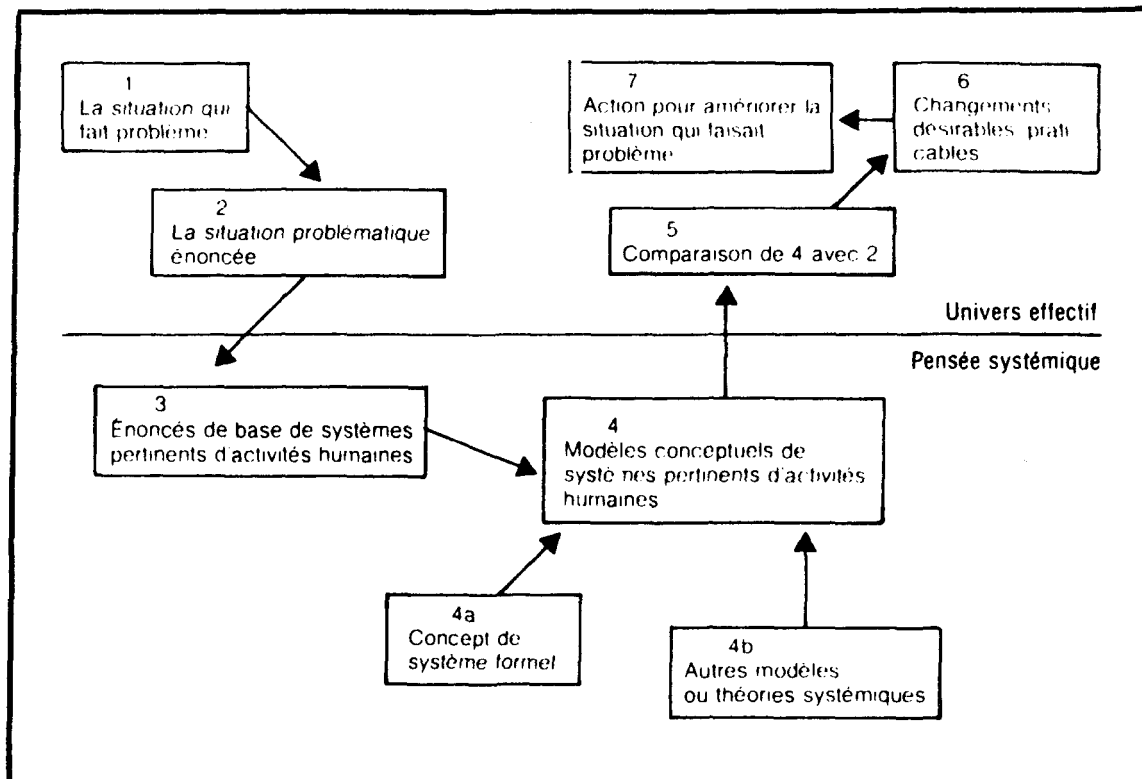 1
La situation qui
fait problème
2
La situation problématique
énoncée
3
Énoncés de base de systèmes
pertinents d'activités humaines
4
Modèles conceptuels de
systèmes pertinents d'activités
humaines
4a
Concept de
système formel
4b
Autres modèles
ou théories systémiques
5
Comparaison de 4 avec 2
6
Changements
désirables, prati
cables
7
Action pour améliorer la
situation qui faisait
problème
Univers effectif
Pensée systémique